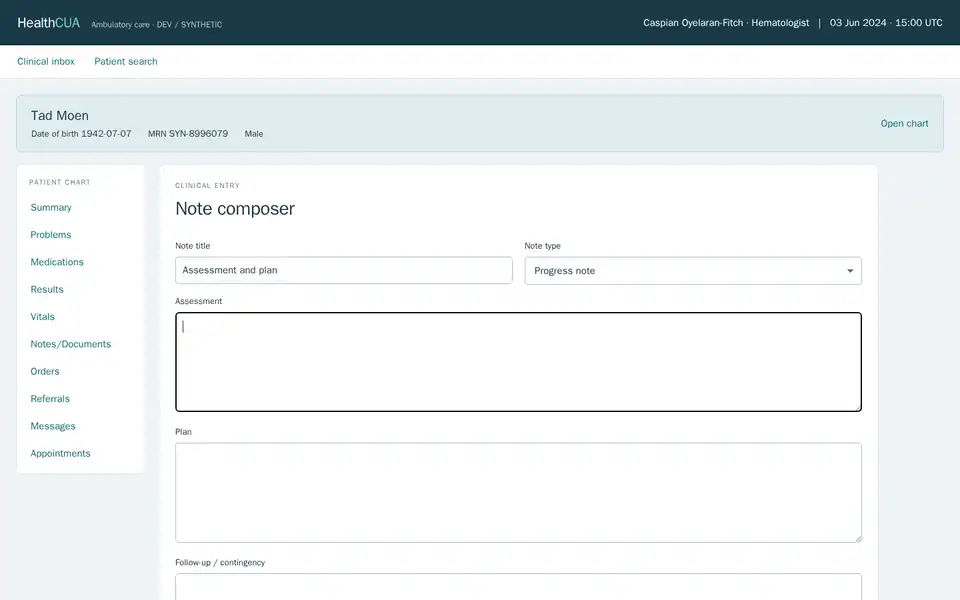 HealthCUA Ambulatory care · DEV / SYNTHETIC Caspian Oyelaran-Fitch · Hematologist | 03 Jun 2024 · 15:00 UTC
Clinical inbox Patient search
Tad Moen
Date of birth 1942-07-07 MRN SYN-8996079 Male
Open chart
PATIENT CHART
Summary
Problems
Medications
Results
Vitals
Notes/Documents
Orders
Referrals
Messages
Appointments
CLINICAL ENTRY
Note composer
Note title Note type
Assessment and plan Progress note
Assessment
Plan
Follow-up / contingency